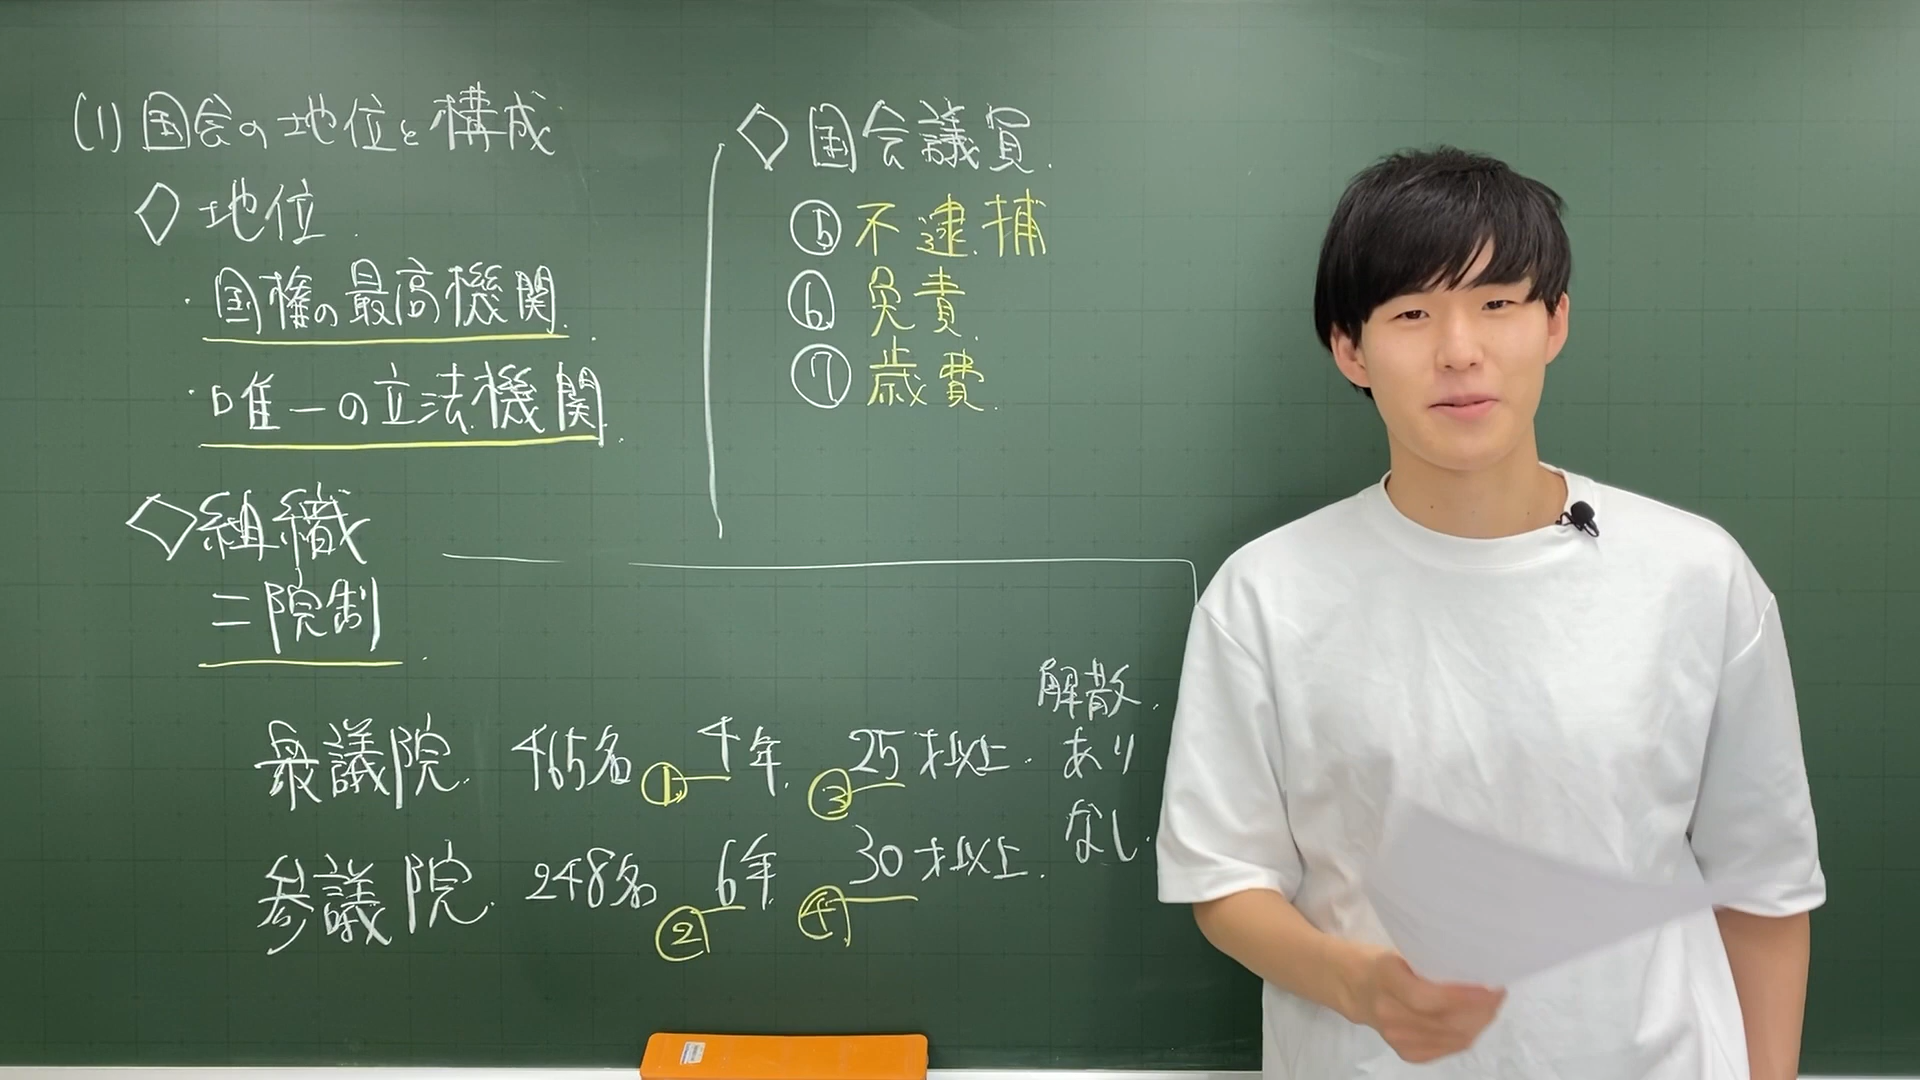 (1) 国会の地位と構成
◇地位
・国権の最高機関
・唯一の立法機関
◇組織
二院制
◇国会議員
⑤不逮捕
⑥免責
⑦歳費
解散
衆議院 465名 ①4年 ③25才以上 あり
参議院 248名 ②6年 ④30才以上 なし